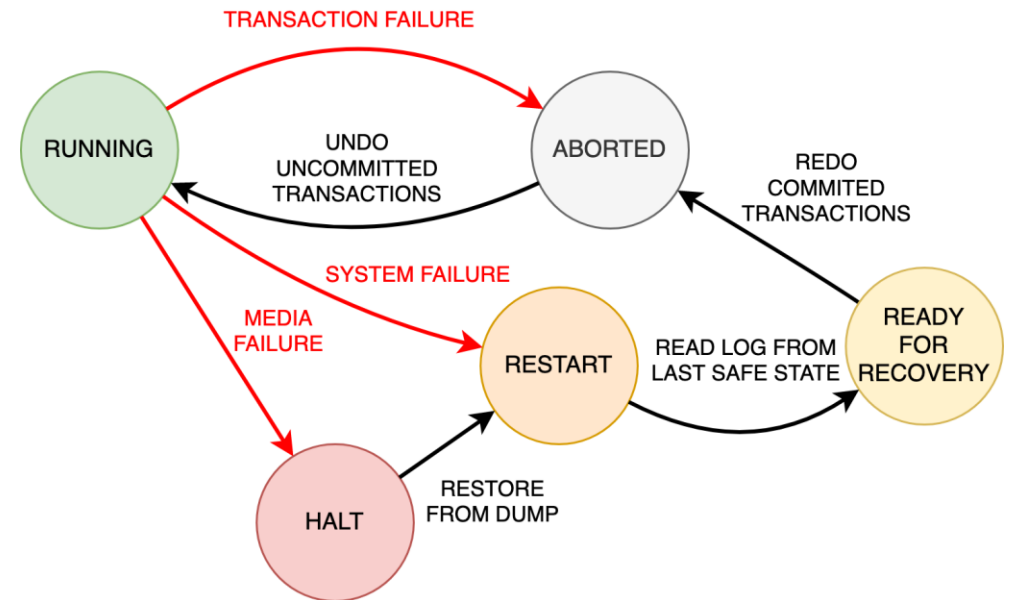 TRANSACTION FAILURE
RUNNING
UNDO
UNCOMMITTED
TRANSACTIONS
ABORTED
REDO
COMMITED
TRANSACTIONS
SYSTEM FAILURE
MEDIA
FAILURE
RESTART
READ LOG FROM
LAST SAFE STATE
READY
FOR
RECOVERY
HALT
RESTORE
FROM DUMP